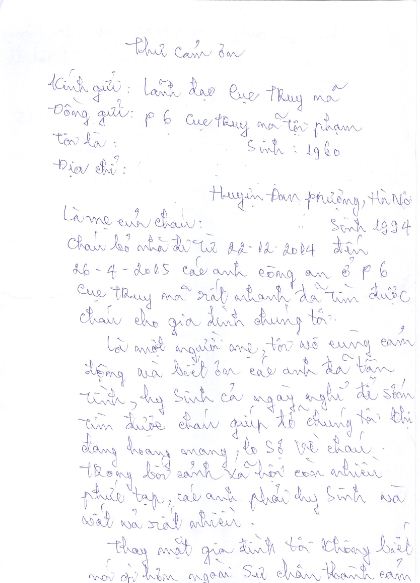 Thư cảm ơn
Kính gửi: Lãnh đạo Cục truy nã
Đồng gửi: P6 Cục truy nã tội phạm
Tôi là: Sinh: 1960
Địa chỉ:
Huyện Đan phượng, Hà Nội
Là mẹ của cháu: Sinh 1994
Cháu bỏ nhà đi từ 22-12-2014 đến
26-4-2015 các anh công an ở P6
Cục truy nã rất nhanh đã tìm được
cháu cho gia đình chúng tôi.
Là một người mẹ, tôi vô cùng cảm
động và biết ơn các anh đã tận
tình, hy sinh cả ngày nghỉ để sớm
tìm được cháu giúp đỡ chúng tôi khi
đang hoang mang, lo sợ về cháu.
Trong bối cảnh xã hội còn nhiều
phức tạp, các anh phải hy sinh và
vất vả rất nhiều.
Thay mặt gia đình tôi không biết
nói gì hơn ngoài sự chân thành cảm